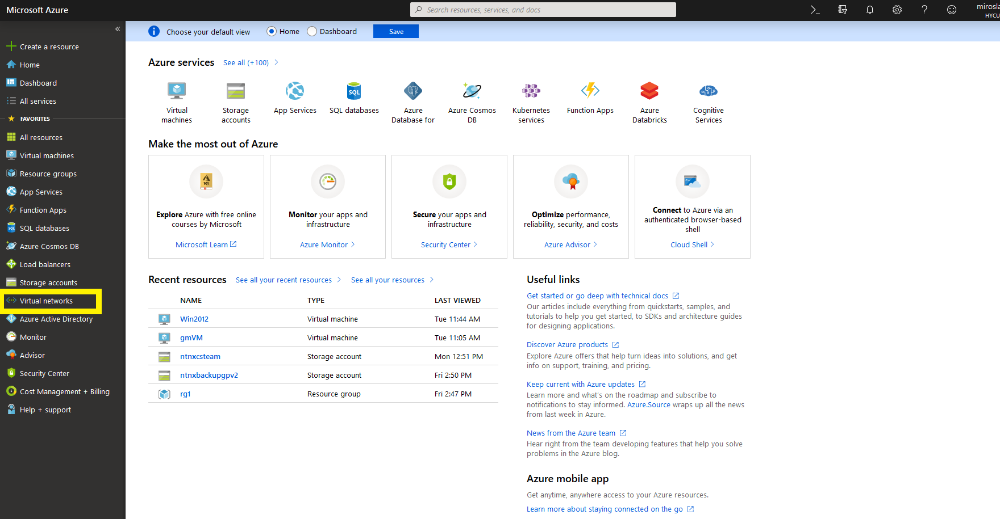 Microsoft Azure
Search resources, services, and docs
HYCU
«
Choose your default view
Home
Dashboard
Save
Create a resource
Home
Dashboard
All services
FAVORITES
All resources
Virtual machines
Resource groups
App Services
Function Apps
SQL databases
Azure Cosmos DB
Load balancers
Storage accounts
Virtual networks
Azure Active Directory
Monitor
Advisor
Security Center
Cost Management + Billing
Help + support
Azure services
See all (+100)
Virtual
machines
Storage
accounts
App Services
SQL
SQL databases
Azure
Database for
Azure Cosmos
DB
Kubernetes
services
Function Apps
Azure
Databricks
Cognitive
Services
Make the most out of Azure
Explore Azure with free online
courses by Microsoft
Microsoft Learn
Monitor your apps and
infrastructure
Azure Monitor
Secure your apps and
infrastructure
Security Center
Optimize performance,
reliability, security, and costs
Azure Advisor
Connect to Azure via an
authenticated browser-based
shell
Cloud Shell
Recent resources
See all your recent resources
See all your resources
NAME TYPE LAST VIEWED
Win2012 Virtual machine Tue 11:44 AM
gmVM Virtual machine Tue 11:05 AM
ntnxcsteam Storage account Mon 12:51 PM
ntnxbackupgpv2 Storage account Fri 2:50 PM
rg1 Resource group Fri 2:47 PM
Useful links
Get started or go deep with technical docs
Our articles include everything from quickstarts, samples, and
tutorials to help you get started, to SDKs and architecture guides
for designing applications.
Discover Azure products
Explore Azure offers that help turn ideas into solutions, and get
info on support, training, and pricing.
Keep current with Azure updates
Learn more and what's on the roadmap and subscribe to
notifications to stay informed. Azure.Source wraps up all the news
from last week in Azure.
News from the Azure team
Hear right from the team developing features that help you solve
problems in the Azure blog.
Azure mobile app
Get anytime, anywhere access to your Azure resources.
Learn more about staying connected on the go